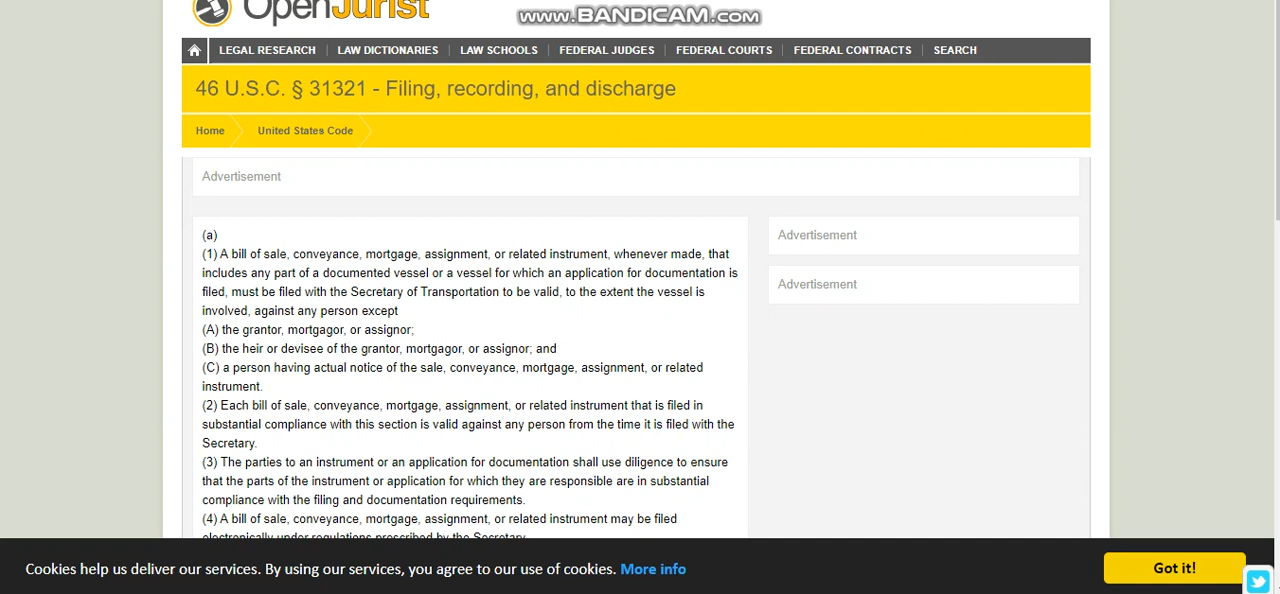 OpenJurist
www.BANDICAM.com
LEGAL RESEARCH LAW DICTIONARIES LAW SCHOOLS FEDERAL JUDGES FEDERAL COURTS FEDERAL CONTRACTS SEARCH
46 U.S.C. § 31321 - Filing, recording, and discharge
Home United States Code
Advertisement
(a)
(1) A bill of sale, conveyance, mortgage, assignment, or related instrument, whenever made, that
includes any part of a documented vessel or a vessel for which an application for documentation is
filed, must be filed with the Secretary of Transportation to be valid, to the extent the vessel is
involved, against any person except
(A) the grantor, mortgagor, or assignor;
(B) the heir or devisee of the grantor, mortgagor, or assignor; and
(C) a person having actual notice of the sale, conveyance, mortgage, assignment, or related
instrument.
(2) Each bill of sale, conveyance, mortgage, assignment, or related instrument that is filed in
substantial compliance with this section is valid against any person from the time it is filed with the
Secretary.
(3) The parties to an instrument or an application for documentation shall use diligence to ensure
that the parts of the instrument or application for which they are responsible are in substantial
compliance with the filing and documentation requirements.
(4) A bill of sale, conveyance, mortgage, assignment, or related instrument may be filed
electronically under regulations prescribed by the Secretary.
Advertisement
Advertisement
Cookies help us deliver our services. By using our services, you agree to our use of cookies. More info
Got it!